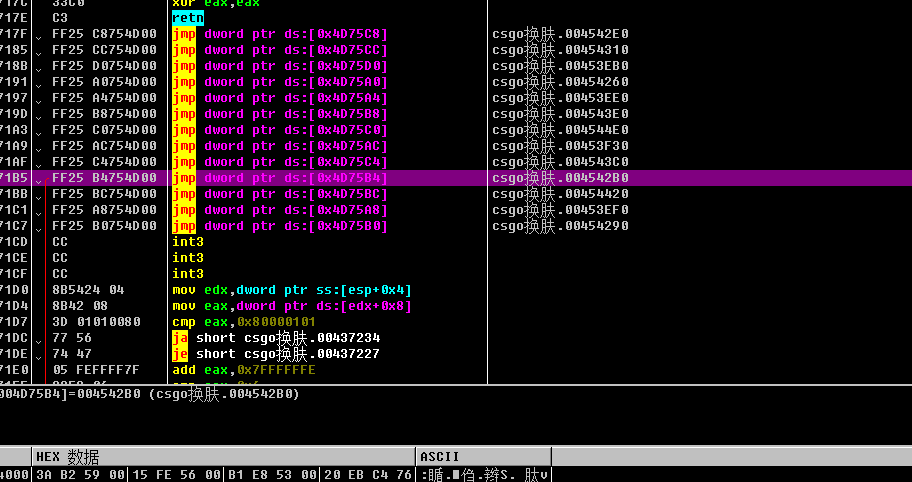 717C 33C0 xor eax,eax
717E C3 retn
717F FF25 C8754D00 jmp dword ptr ds:[0x4D75C8] csgo换肤.004542E0
7185 FF25 CC754D00 jmp dword ptr ds:[0x4D75CC] csgo换肤.00454310
718B FF25 D0754D00 jmp dword ptr ds:[0x4D75D0] csgo换肤.00453EB0
7191 FF25 A0754D00 jmp dword ptr ds:[0x4D75A0] csgo换肤.00454260
7197 FF25 A4754D00 jmp dword ptr ds:[0x4D75A4] csgo换肤.00453EE0
719D FF25 B8754D00 jmp dword ptr ds:[0x4D75B8] csgo换肤.004543E0
71A3 FF25 C0754D00 jmp dword ptr ds:[0x4D75C0] csgo换肤.004544E0
71A9 FF25 AC754D00 jmp dword ptr ds:[0x4D75AC] csgo换肤.00453F30
71AF FF25 C4754D00 jmp dword ptr ds:[0x4D75C4] csgo换肤.004543C0
71B5 FF25 B4754D00 jmp dword ptr ds:[0x4D75B4] csgo换肤.004542B0
71BB FF25 BC754D00 jmp dword ptr ds:[0x4D75BC] csgo换肤.00454420
71C1 FF25 A8754D00 jmp dword ptr ds:[0x4D75A8] csgo换肤.00453EF0
71C7 FF25 B0754D00 jmp dword ptr ds:[0x4D75B0] csgo换肤.00454290
71CD CC int3
71CE CC int3
71CF CC int3
71D0 8B5424 04 mov edx,dword ptr ss:[esp+0x4]
71D4 8B42 08 mov eax,dword ptr ds:[edx+0x8]
71D7 3D 01010080 cmp eax,0x80000101
71DC 77 56 ja short csgo换肤.00437234
71DE 74 47 je short csgo换肤.00437227
71E0 05 FEFFFF7F add eax,0x7FFFFFFE
004D75B4]=004542B0 (csgo换肤.004542B0)
HEX 数据 ASCII
4000 3A B2 59 00 15 FE 56 00 B1 E8 53 00 20 EB C4 76